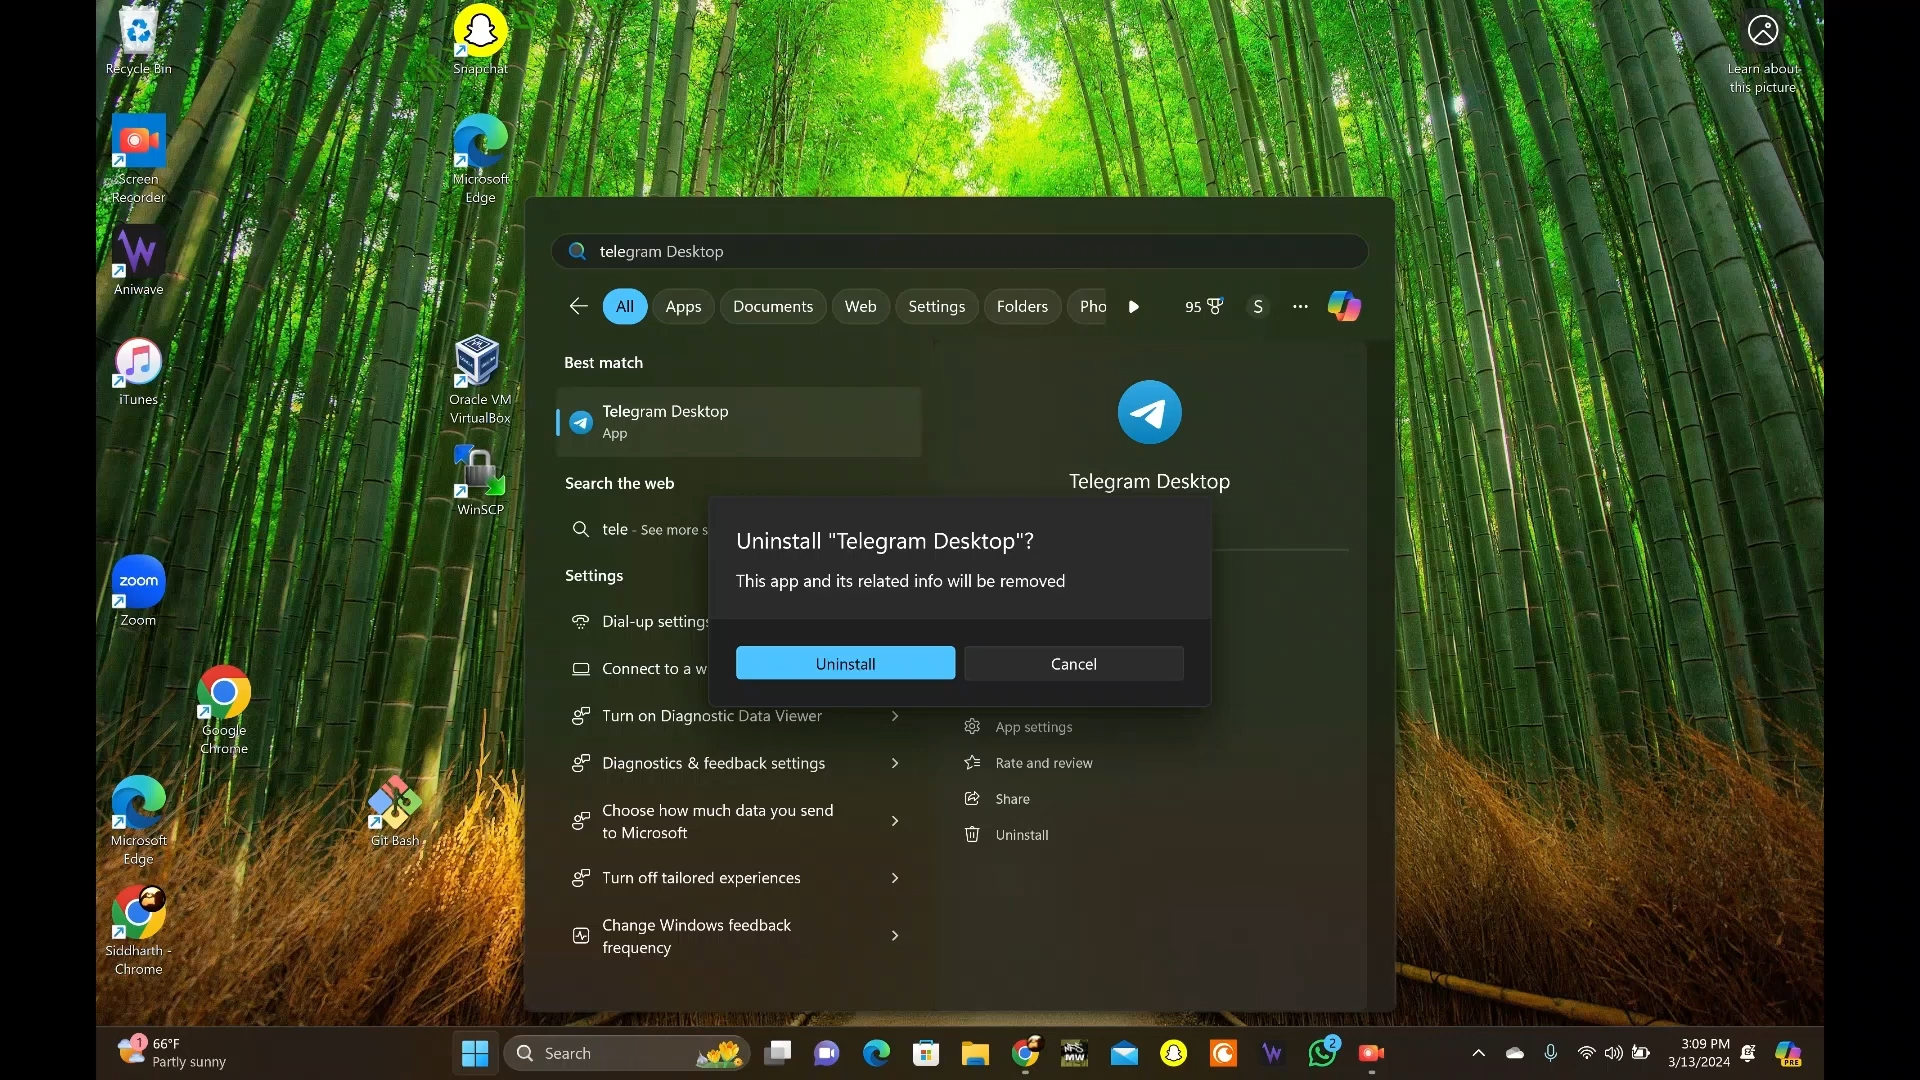 Recycle Bin
Snapchat
Learn about
this picture
Screen
Recorder
Microsoft
Edge
Aniwave
iTunes
Oracle VM
VirtualBox
WinSCP
zoom
Zoom
Google
Chrome
Microsoft
Edge
Git Bash
Siddharth -
Chrome
telegram Desktop
All
Apps
Documents
Web
Settings
Folders
Pho
95
S
Best match
Telegram Desktop
App
Search the web
tele - See more s
Settings
Dial-up settings
Connect to a w
Turn on Diagnostic Data Viewer
Diagnostics & feedback settings
Choose how much data you send
to Microsoft
Turn off tailored experiences
Change Windows feedback
frequency
Telegram Desktop
Uninstall "Telegram Desktop"?
This app and its related info will be removed
Uninstall
Cancel
App settings
Rate and review
Share
Uninstall
1
66°F
Partly sunny
Search
MW
2
3:09 PM
3/13/2024
PRE